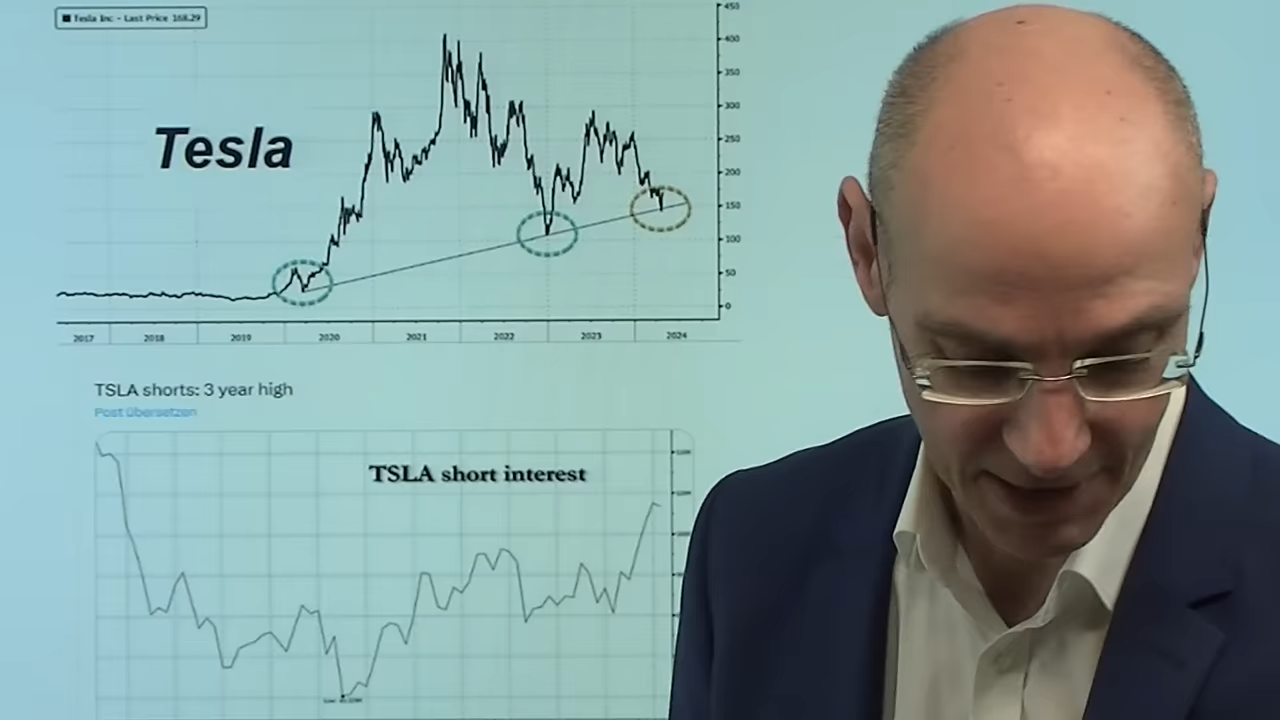 Tesla Inc - Last Price 168.29
450
400
350
300
250
200
150
100
50
0
Tesla
2017 2018 2019 2020 2021 2022 2023 2024
TSLA shorts: 3 year high
Post übersetzen
TSLA short interest